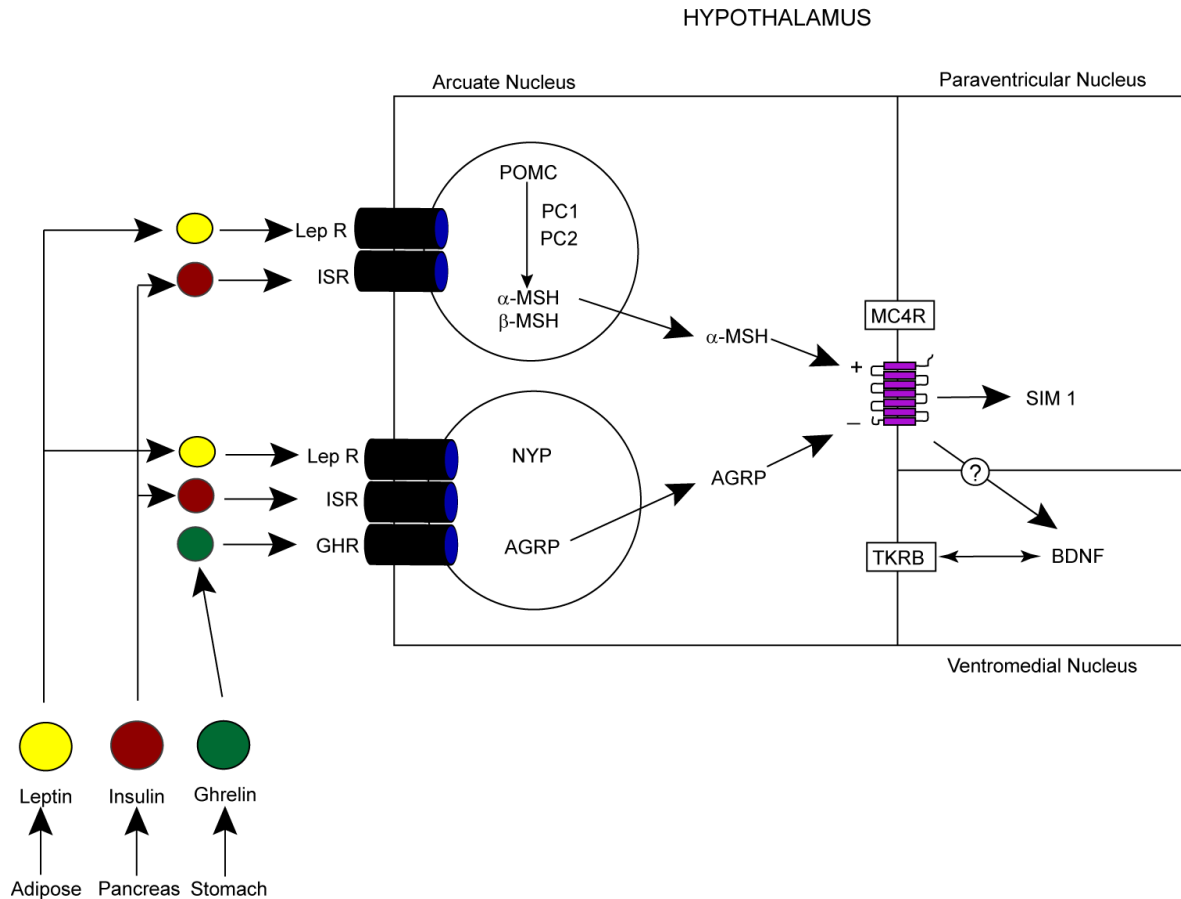 HYPOTHALAMUS
Arcuate Nucleus
Paraventricular Nucleus
POMC
PC1
PC2
Lep R
ISR
α-MSH
β-MSH
α-MSH
MC4R
+
–
SIM 1
Lep R
ISR
GHR
NYP
AGRP
AGRP
?
TKRB
BDNF
Ventromedial Nucleus
Leptin
Insulin
Ghrelin
Adipose
Pancreas
Stomach